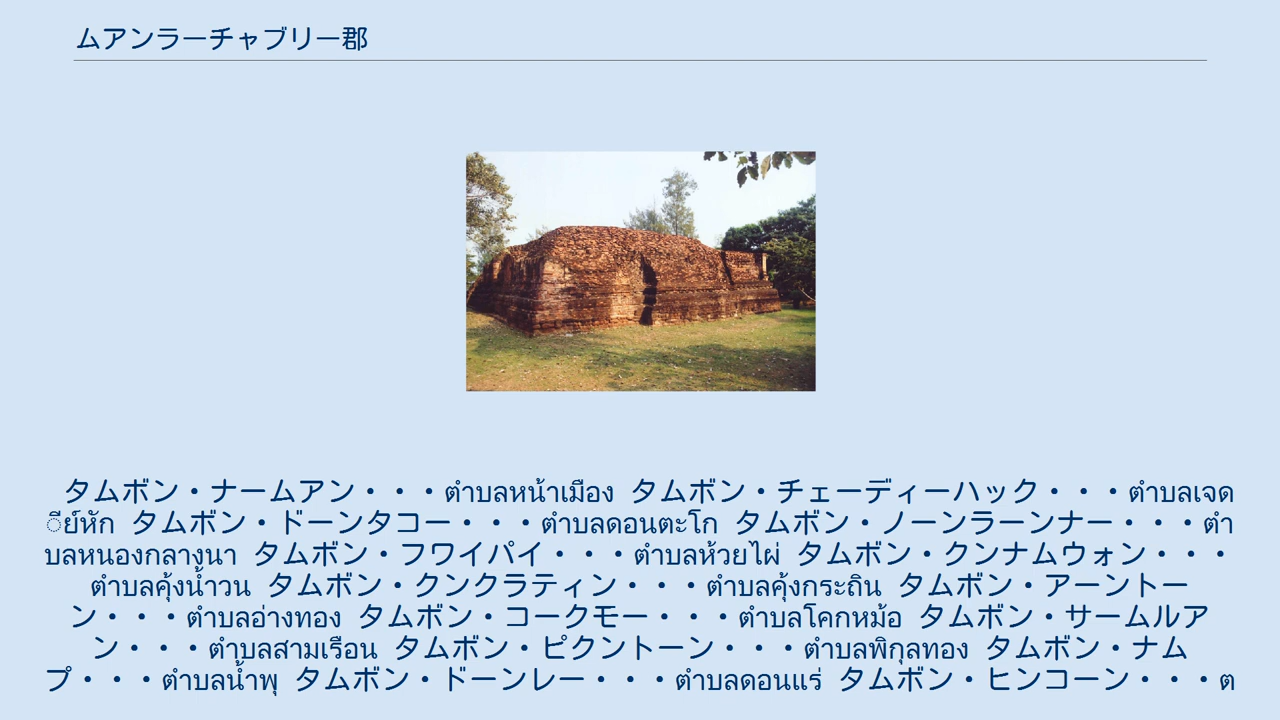 ムアンラーチャブリー郡
タムボン・ナームアン・・・ตำบลหน้าเมือง タムボン・チェーディーハック・・・ตำบลเจด
ีย์หัก タムボン・ドーンタコー・・・ตำบลดอนตะโก タムボン・ノーンラーンナー・・・ตำ
บลหนองกลางนา タムボン・フワイパイ・・・ตำบลห้วยไผ่ タムボン・クンナムウォン・・・
ตำบลคุ้งน้ำวน タムボン・クンクラティン・・・ตำบลคุ้งกระถิน タムボン・アーントー
ン・・・ตำบลอ่างทอง タムボン・コークモー・・・ตำบลโคกหม้อ タムボン・サームルア
ン・・・ตำบลสามเรือน タムボン・ピクントーン・・・ตำบลพิกุลทอง タムボン・ナム
プ・・・ตำบลน้ำพุ タムボン・ドーンレー・・・ตำบลดอนแร่ タムボン・ヒンコーン・・・ต